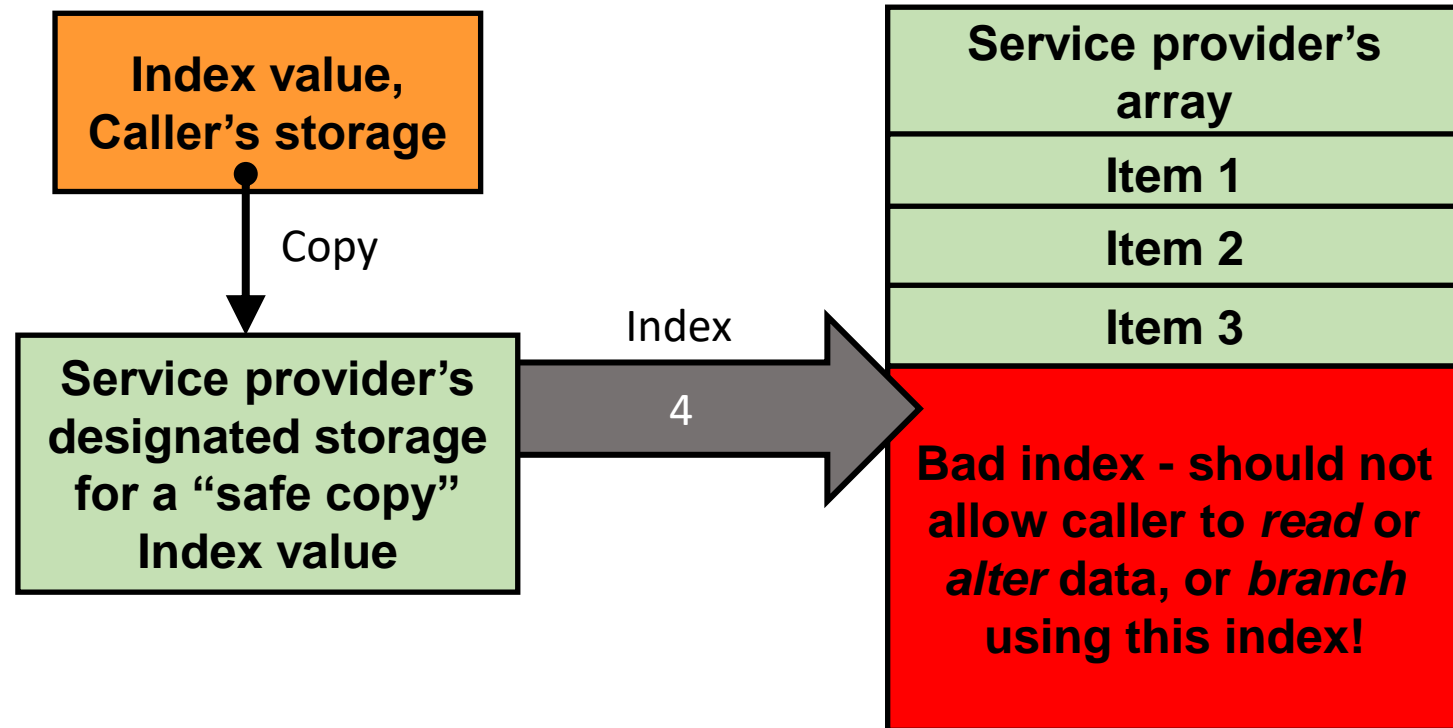 Index value,
Caller’s storage
Copy
Service provider’s
designated storage
for a “safe copy”
Index value
Index
4
Service provider’s
array
Item 1
Item 2
Item 3
Bad index - should not
allow caller to read or
alter data, or branch
using this index!